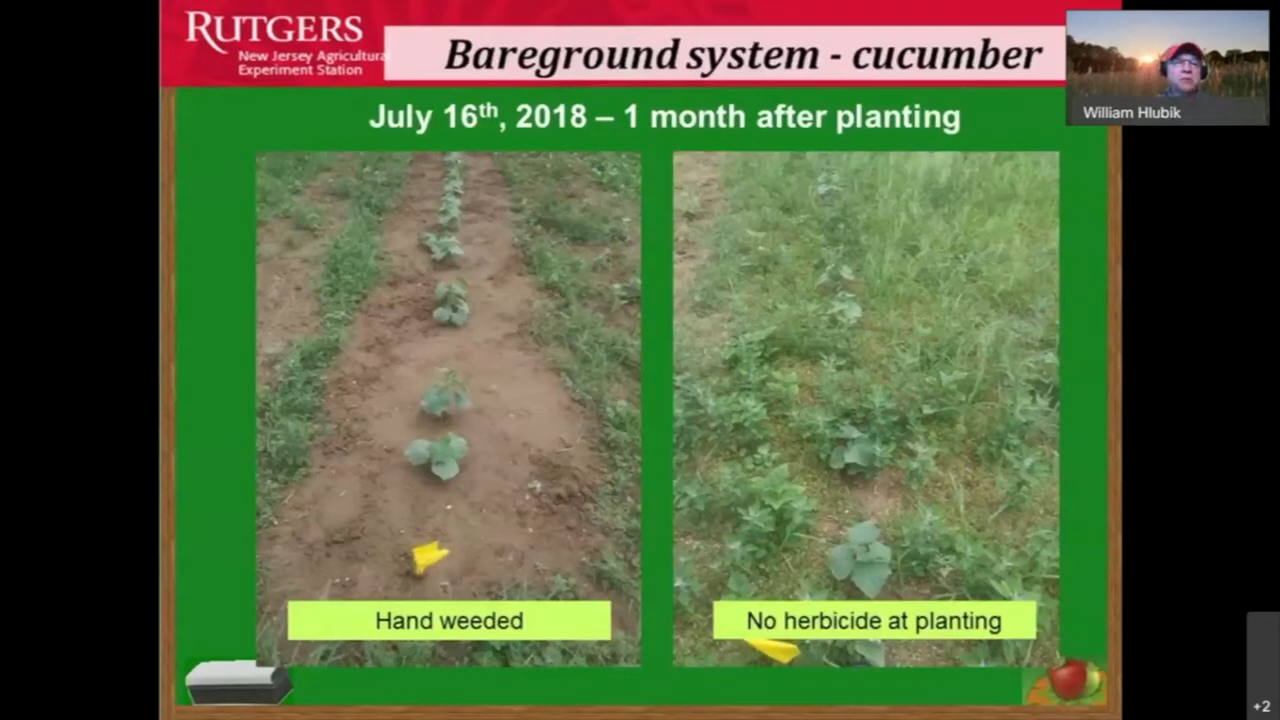 RUTGERS
New Jersey Agricultura
Experiment Station
Bareground system - cucumber
William Hlubik
July 16th, 2018 – 1 month after planting
Hand weeded
No herbicide at planting
+2